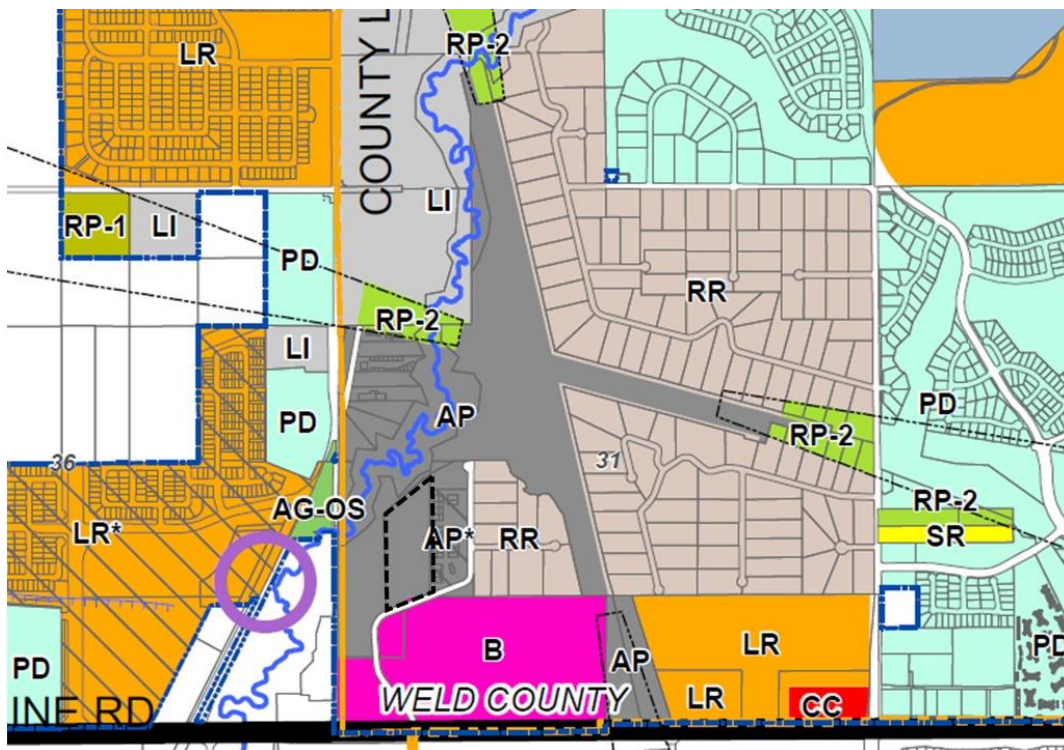 LR
RP-2
COUNTY L
LI
RP-1
LI
PD
RR
RP-2
LI
PD
AP
PD
RP-2
36
31
AG-OS
LR*
AP*
RR
RP-2
SR
B
LR
PD
AP
PD
LR
CC
WELD COUNTY
INE RD